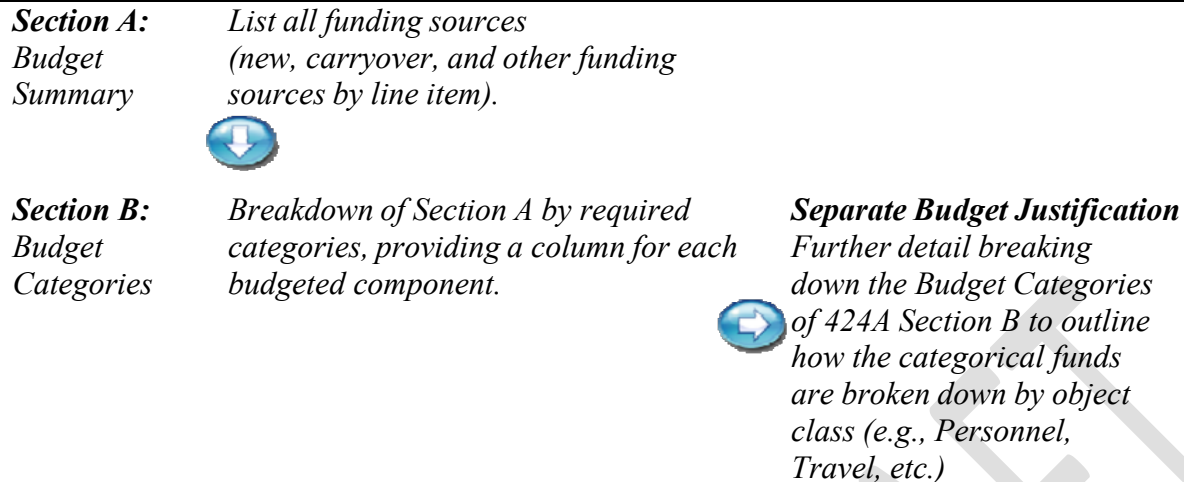 Section A:
Budget
Summary
List all funding sources
(new, carryover, and other funding
sources by line item).
Section B:
Budget
Categories
Breakdown of Section A by required
categories, providing a column for each
budgeted component.
Separate Budget Justification
Further detail breaking
down the Budget Categories
of 424A Section B to outline
how the categorical funds
are broken down by object
class (e.g., Personnel,
Travel, etc.)